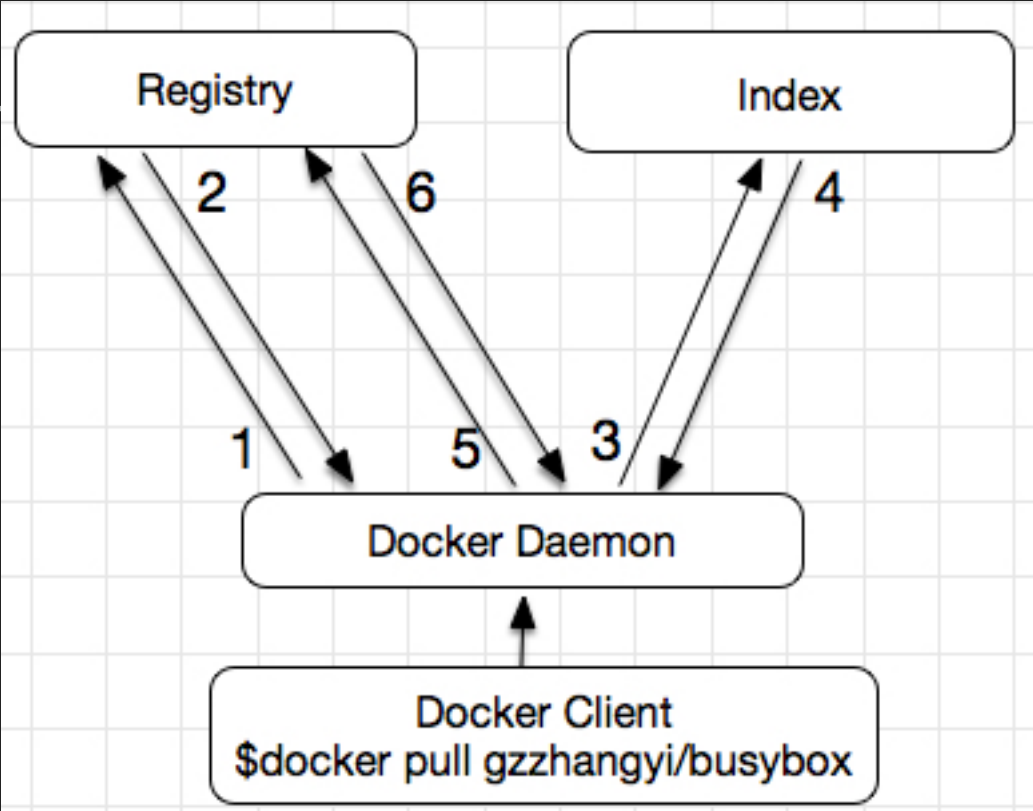 Registry
Index
2
6
4
1
5
3
Docker Daemon
Docker Client
$docker pull gzzhangyi/busybox